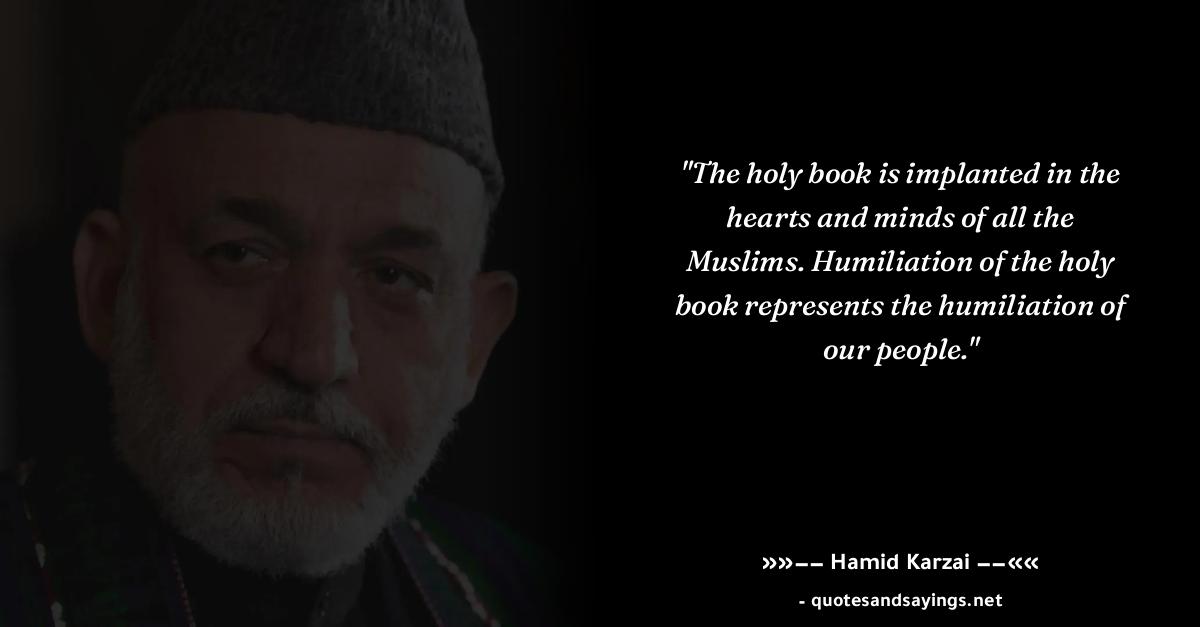 "The holy book is implanted in the
hearts and minds of all the
Muslims. Humiliation of the holy
book represents the humiliation of
our people."
»»–– Hamid Karzai ––««
- quotesandsayings.net